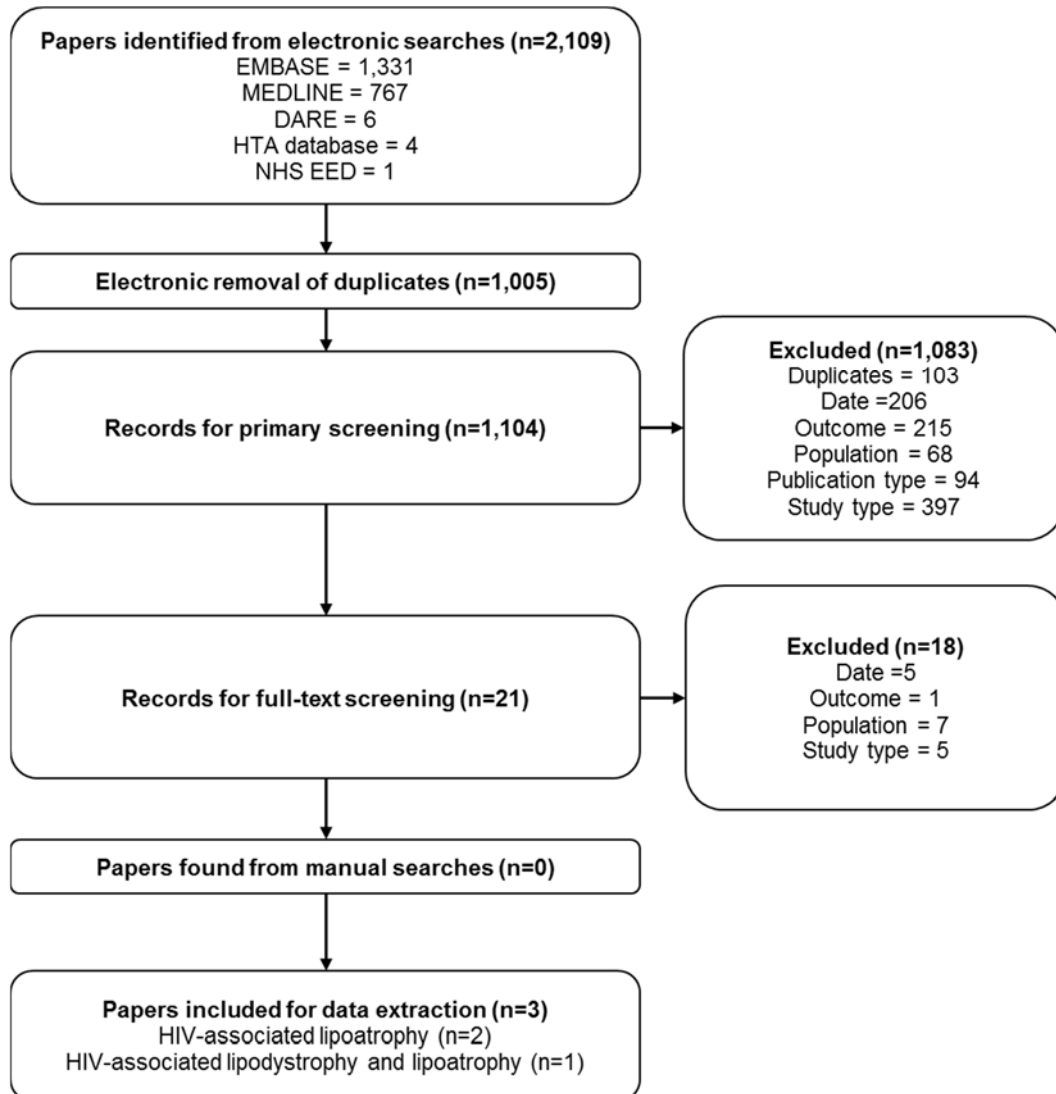 Papers identified from electronic searches (n=2,109)
EMBASE = 1,331
MEDLINE = 767
DARE = 6
HTA database = 4
NHS EED = 1
Electronic removal of duplicates (n=1,005)
Records for primary screening (n=1,104)
Excluded (n=1,083)
Duplicates = 103
Date =206
Outcome = 215
Population = 68
Publication type = 94
Study type = 397
Records for full-text screening (n=21)
Excluded (n=18)
Date =5
Outcome = 1
Population = 7
Study type = 5
Papers found from manual searches (n=0)
Papers included for data extraction (n=3)
HIV-associated lipoatrophy (n=2)
HIV-associated lipodystrophy and lipoatrophy (n=1)